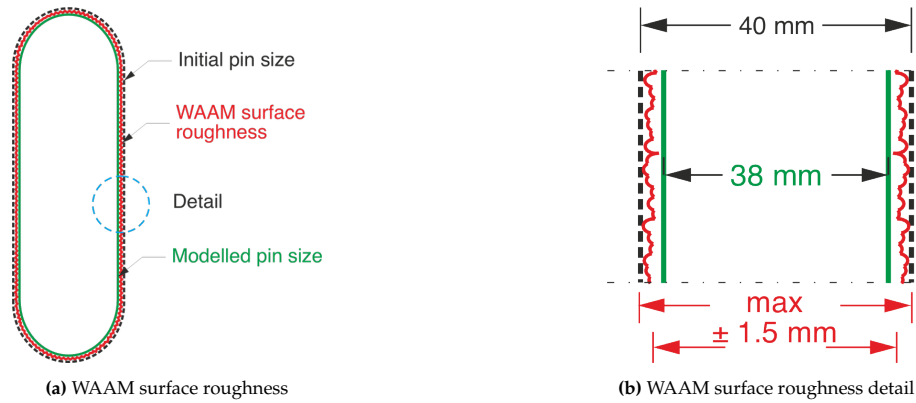 Initial pin size
WAAM surface
roughness
Detail
Modelled pin size
(a) WAAM surface roughness
40 mm
38 mm
max
± 1.5 mm
(b) WAAM surface roughness detail